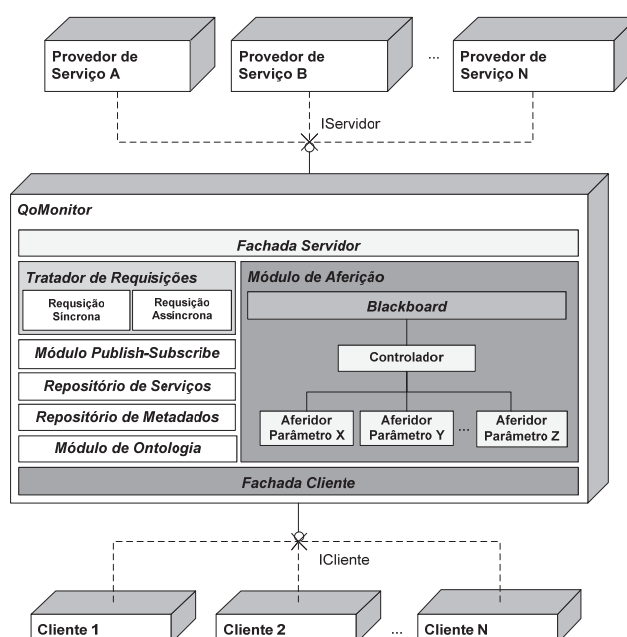 Provedor de
Serviço A
Provedor de
Serviço B
...
Provedor de
Serviço N
IServidor
QoMonitor
Fachada Servidor
Tratador de Requisições
Requsição
Síncrona
Requsição
Assíncrona
Módulo Publish-Subscribe
Repositório de Serviços
Repositório de Metadados
Módulo de Ontologia
Módulo de Aferição
Blackboard
Controlador
Aferidor
Parâmetro X
Aferidor
Parâmetro Y
...
Aferidor
Parâmetro Z
Fachada Cliente
ICliente
Cliente 1
Cliente 2
...
Cliente N